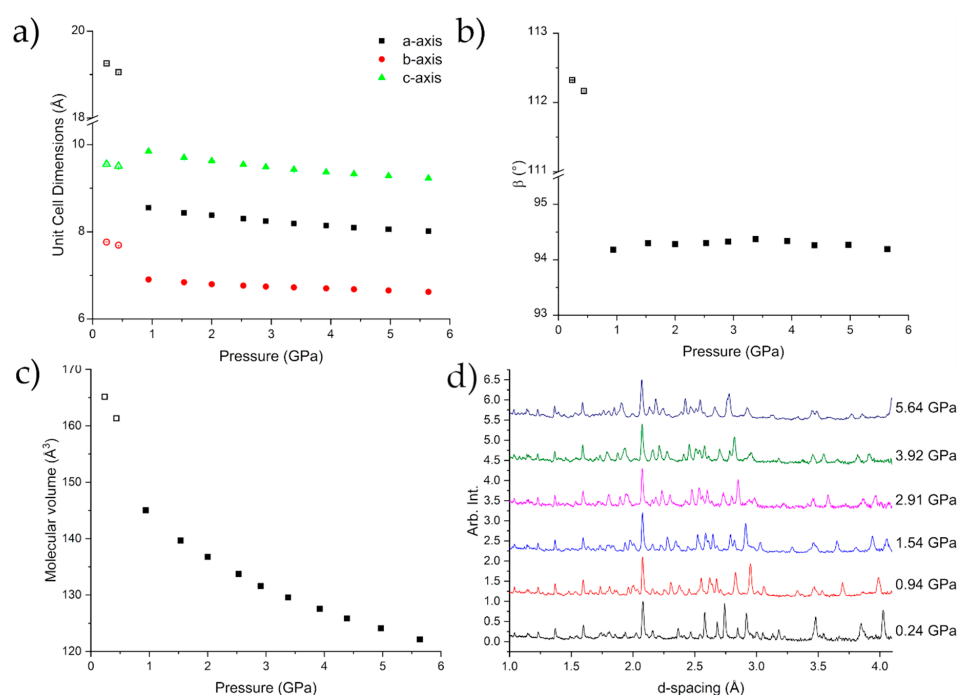 a)
20
19
18
10
8
6
0 1 2 3 4 5 6
Unit Cell Dimensions (Å)
Pressure (GPa)
a-axis
b-axis
c-axis
b)
113
112
111
95
94
93
0 1 2 3 4 5 6
β (°)
Pressure (GPa)
c)
170
160
150
140
130
120
0 1 2 3 4 5 6
Molecular volume (Å³)
Pressure (GPa)
d)
6.5
5.5
5.0
4.5
4.0
3.5
2.5
2.0
1.5
1.0
0.5
0.0
1.0 1.5 2.0 2.5 3.0 3.5 4.0
Arb. Int.
d-spacing (Å)
5.64 GPa
3.92 GPa
2.91 GPa
1.54 GPa
0.94 GPa
0.24 GPa